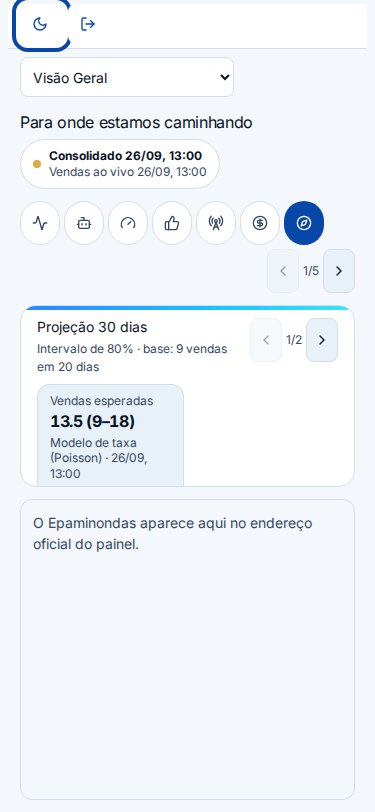 Visão Geral
Para onde estamos caminhando
Consolidado 26/09, 13:00
Vendas ao vivo 26/09, 13:00
1/5
Projeção 30 dias
Intervalo de 80% · base: 9 vendas
em 20 dias
1/2
Vendas esperadas
13.5 (9–18)
Modelo de taxa
(Poisson) · 26/09,
13:00
O Epaminondas aparece aqui no endereço
oficial do painel.